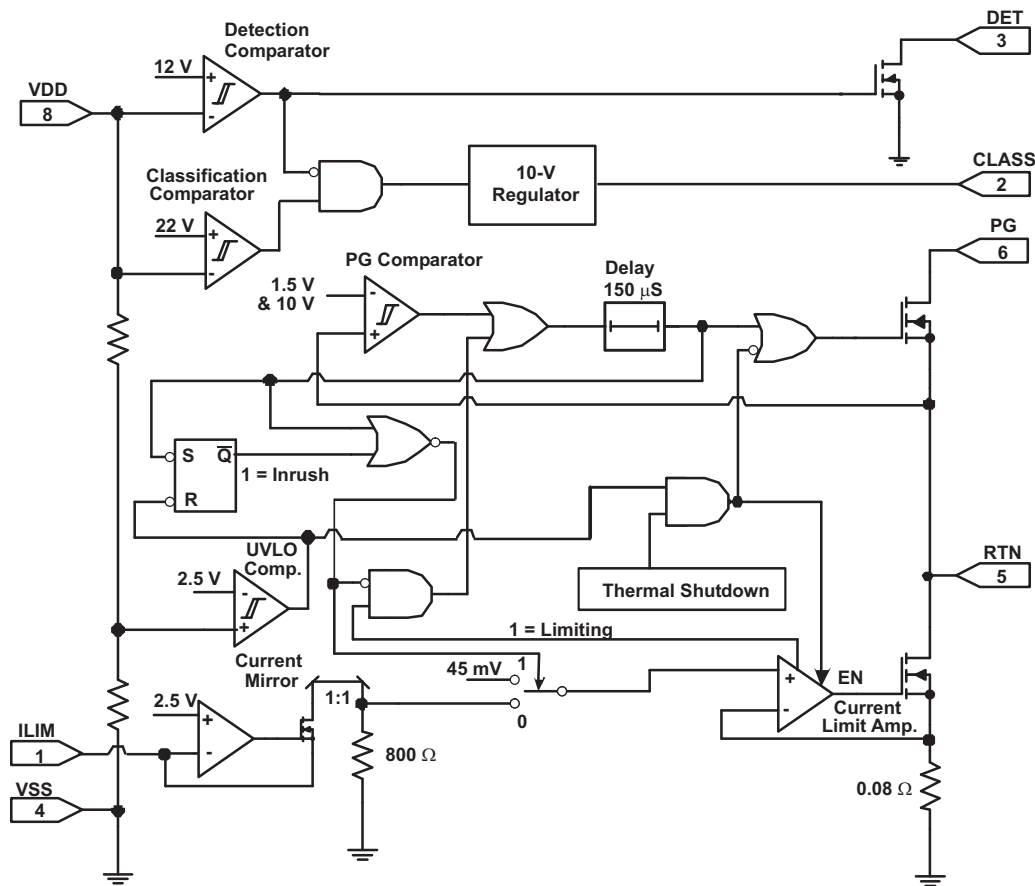 Detection
Comparator
DET
3
12 V
+
-
VDD
8
Classification
Comparator
10-V
Regulator
CLASS
2
22 V
+
-
PG Comparator
Delay
150 μS
PG
6
1.5 V
& 10 V
-
+
S
Q̅
R
1 = Inrush
UVLO
Comp.
2.5 V
-
+
Thermal Shutdown
RTN
5
1 = Limiting
Current
Mirror
45 mV
1
0
EN
+
-
Current
Limit Amp.
2.5 V
+
-
1:1
ILIM
1
800 Ω
0.08 Ω
VSS
4